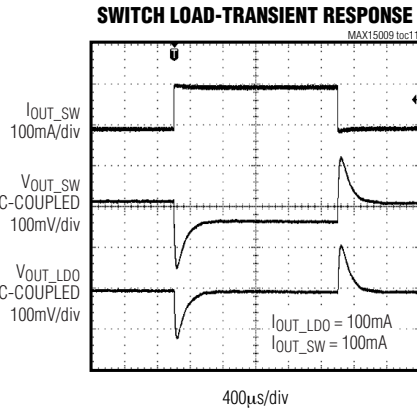 SWITCH LOAD-TRANSIENT RESPONSE
MAX15009 toc11
T
IOUT_SW
100mA/div
VOUT_SW
C-COUPLED
100mV/div
VOUT_LDO
C-COUPLED
100mV/div
IOUT_LDO = 100mA
IOUT_SW = 100mA
400µs/div